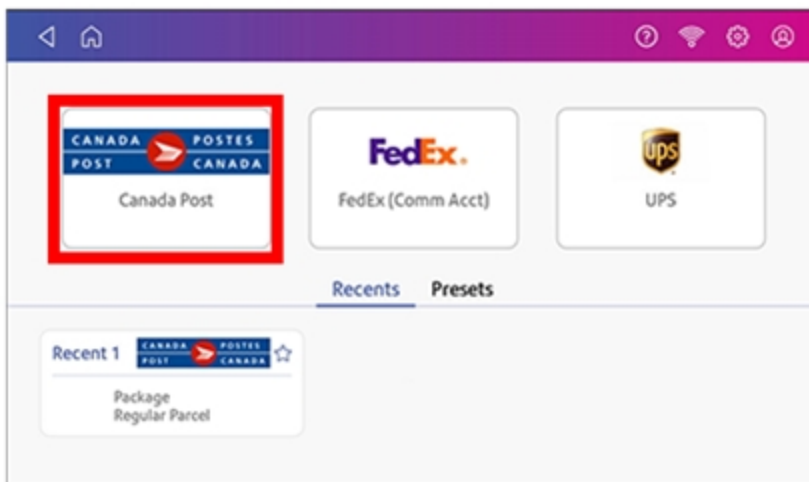 CANADA POSTES
POST CANADA
Canada Post
FedEx.
FedEx (Comm Acct)
ups
UPS
Recents Presets
Recent 1
CANADA POSTES
POST CANADA
Package
Regular Parcel